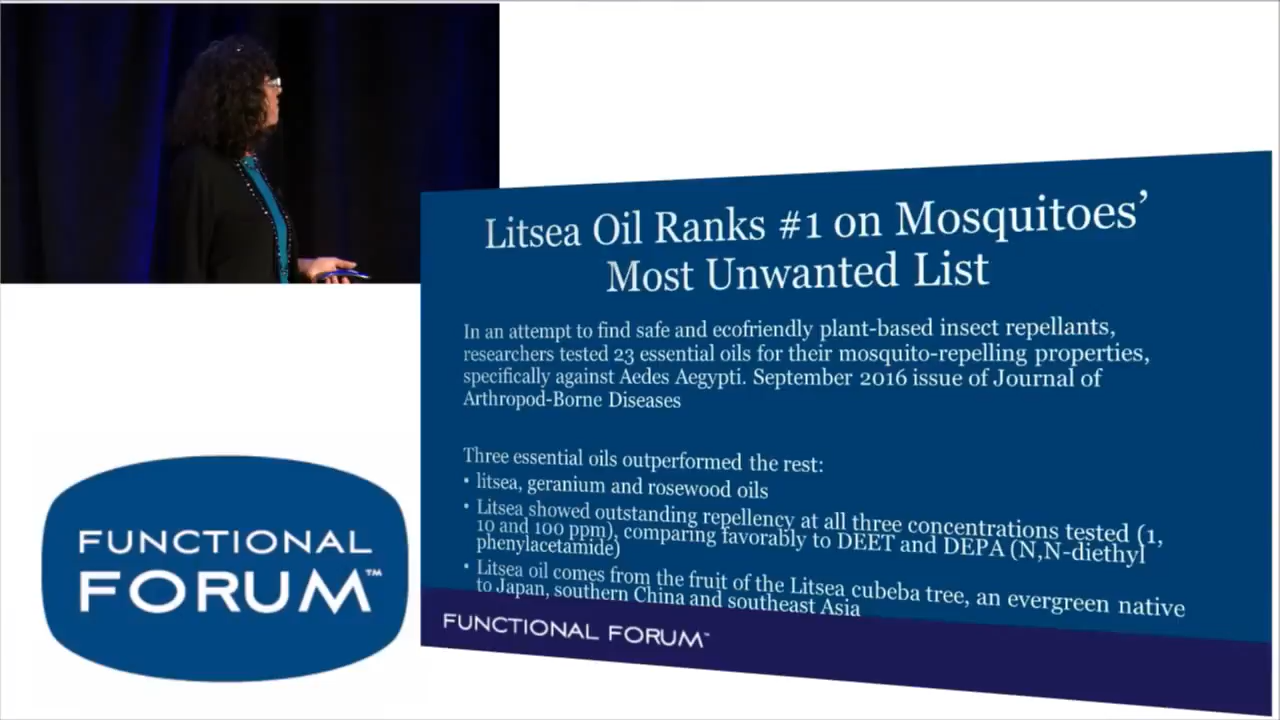 Litsea Oil Ranks #1 on Mosquitoes'
Most Unwanted List
In an attempt to find safe and ecofriendly plant-based insect repellants,
researchers tested 23 essential oils for their mosquito-repelling properties,
specifically against Aedes Aegypti. September 2016 issue of Journal of
Arthropod-Borne Diseases
Three essential oils outperformed the rest:
• litsea, geranium and rosewood oils
• Litsea showed outstanding repellency at all three concentrations tested (1,
10 and 100 ppm), comparing favorably to DEET and DEPA (N,N-diethyl
phenylacetamide)
• Litsea oil comes from the fruit of the Litsea cubeba tree, an evergreen native
to Japan, southern China and southeast Asia
FUNCTIONAL FORUM™
FUNCTIONAL
FORUM™